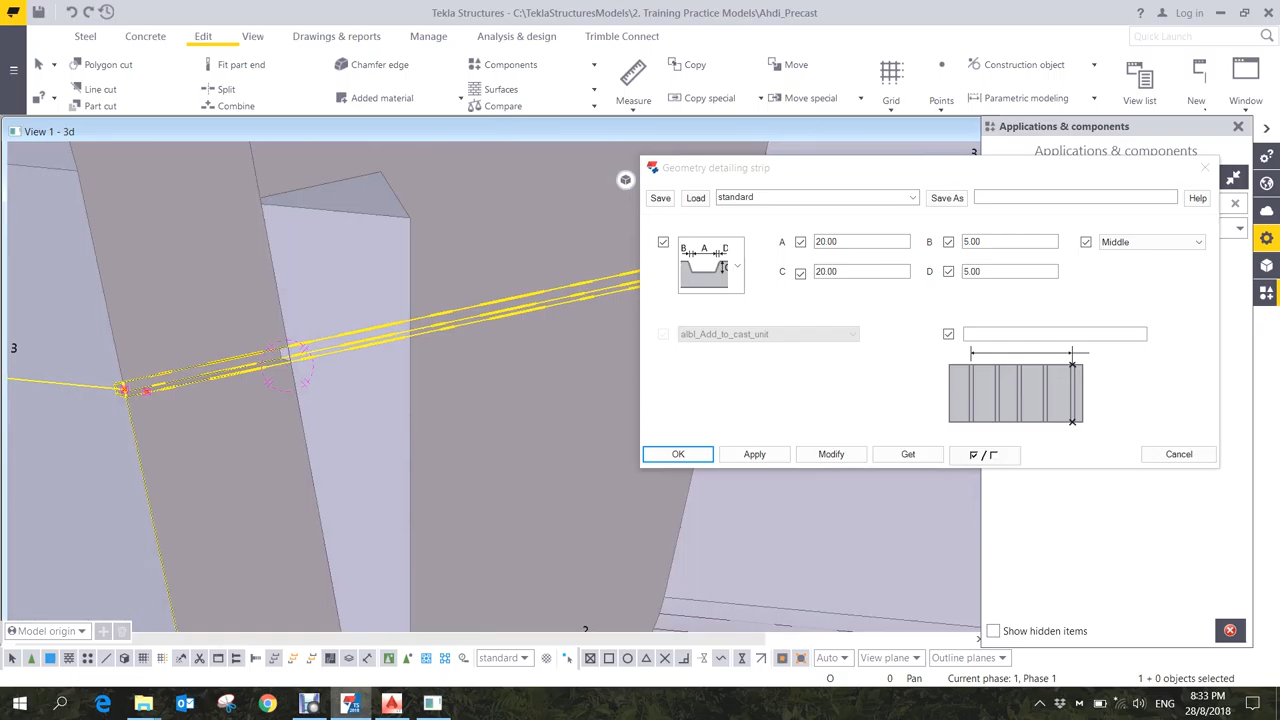 Tekla Structures - C:\TeklaStructuresModels\2. Training Practice Models\Ahdi_Precast
Log in
Steel Concrete Edit View Drawings & reports Manage Analysis & design Trimble Connect
Quick Launch
Polygon cut Fit part end Chamfer edge Components Copy Move Construction object
Line cut Split Added material Surfaces Measure Copy special Move special Grid Points Parametric modeling View list New Window
Part cut Combine Compare
View 1 - 3d
Applications & components
Applications & components
3
Geometry detailing strip
Save Load standard Save As Help
B A D
A 20.00 B 5.00 Middle
C 20.00 D 5.00
albl_Add_to_cast_unit
3
OK Apply Modify Get Cancel
Model origin
2
Show hidden items
standard Auto View plane Outline planes
O 0 Pan Current phase: 1, Phase 1 1 + 0 objects selected
8:33 PM
28/8/2018